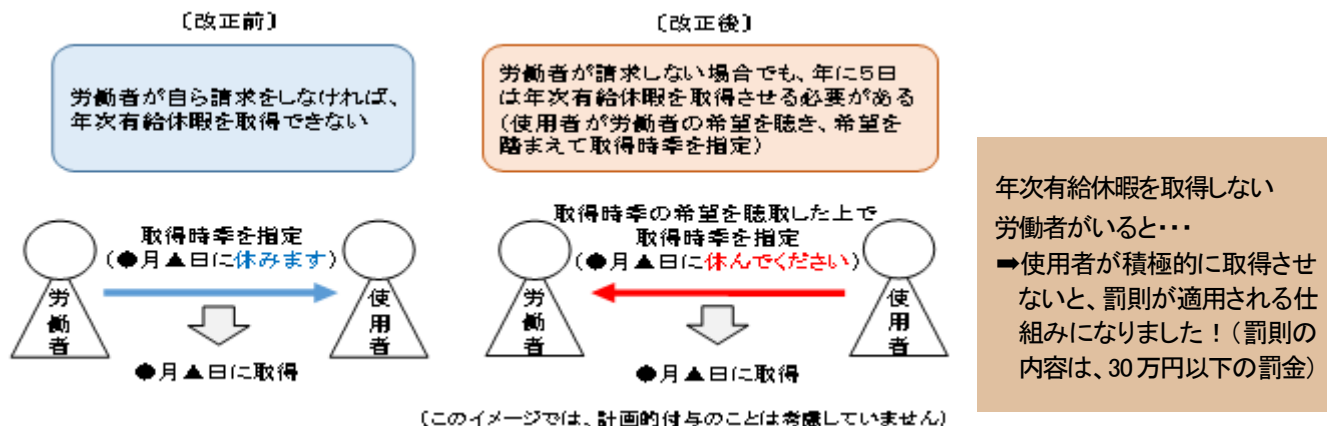 〔改正前〕
労働者が自ら請求をしなければ、
年次有給休暇を取得できない
取得時季を指定
(●月▲日に休みます)
労働者
使用者
●月▲日に取得
〔改正後〕
労働者が請求しない場合でも、年に5日
は年次有給休暇を取得させる必要がある
(使用者が労働者の希望を聴き、希望を
踏まえて取得時季を指定)
取得時季の希望を聴取した上で
取得時季を指定
(●月▲日に休んでください)
労働者
使用者
●月▲日に取得
(このイメージでは、計画的付与のことは考慮していません)
年次有給休暇を取得しない
労働者がいると・・・
➡使用者が積極的に取得させ
ないと、罰則が適用される仕
組みになりました！(罰則の
内容は、30万円以下の罰金)